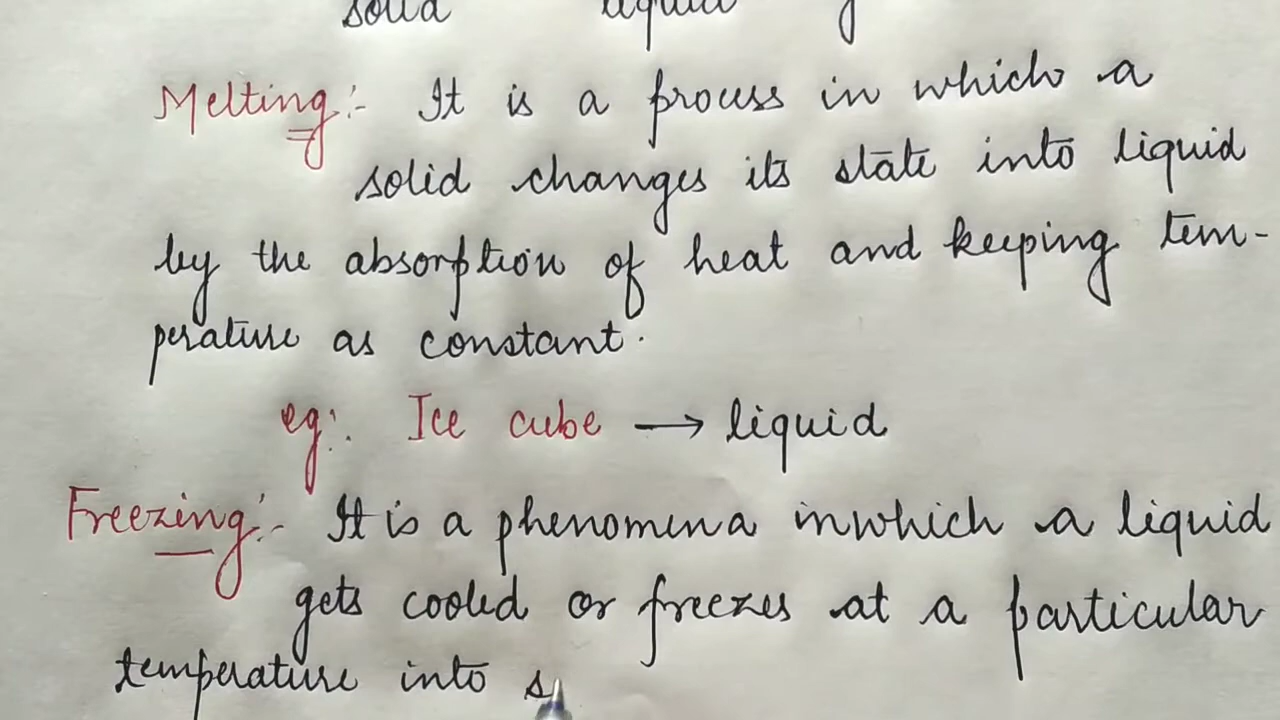 solid liquid g
Melting:- It is a process in which a
solid changes its state into liquid
by the absorption of heat and keeping tem-
perature as constant.
eg:. Ice cube → liquid
Freezing:- It is a phenomena inwhich a liquid
gets cooled or freezes at a particular
temperature into s